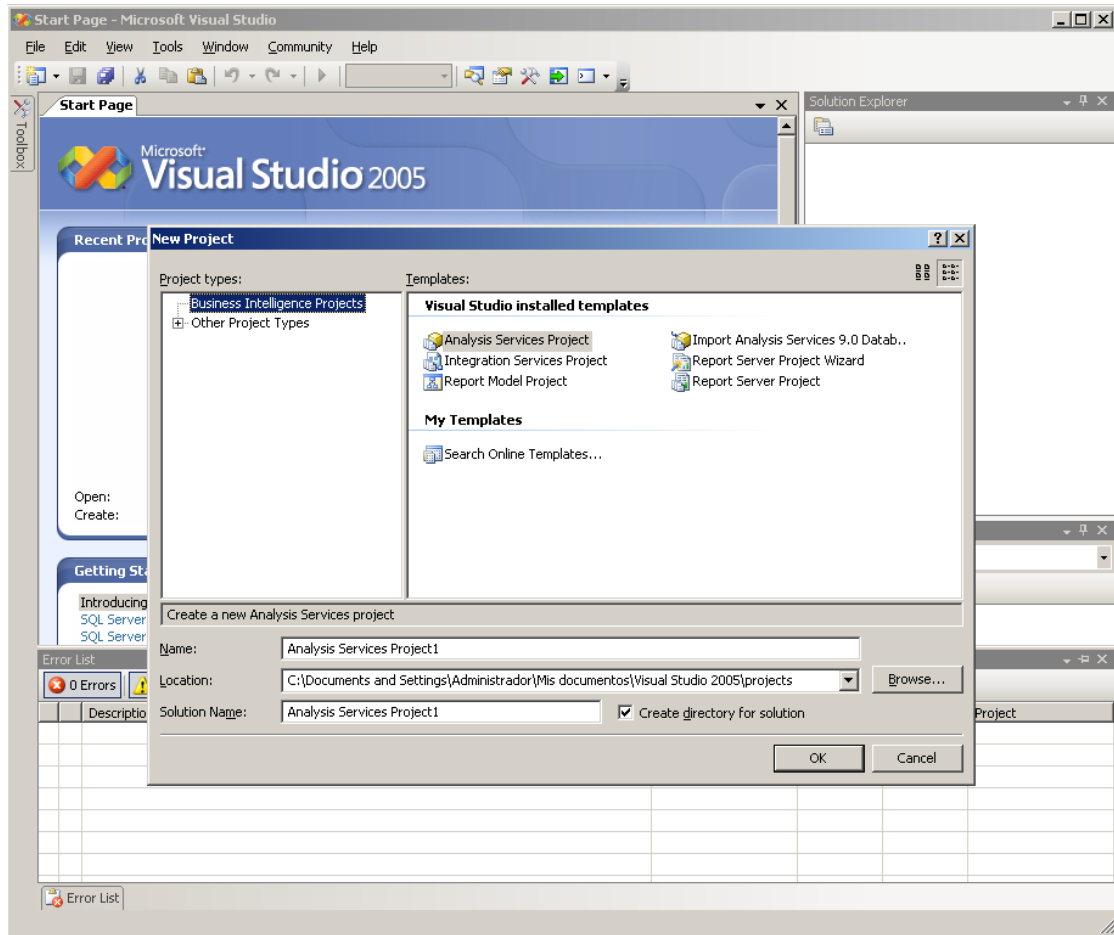 Start Page - Microsoft Visual Studio
File Edit View Tools Window Community Help
Toolbox
Start Page
Solution Explorer
Microsoft
Visual Studio 2005
Recent Pro
New Project
Project types:
Templates:
Business Intelligence Projects
Other Project Types
Visual Studio installed templates
Analysis Services Project
Import Analysis Services 9.0 Datab..
Integration Services Project
Report Server Project Wizard
Report Model Project
Report Server Project
My Templates
Search Online Templates...
Open:
Create:
Getting Sta
Introducing
SQL Server
SQL Server
Create a new Analysis Services project
Name: Analysis Services Project1
Location: C:\Documents and Settings\Administrador\Mis documentos\Visual Studio 2005\projects Browse...
Solution Name: Analysis Services Project1 Create directory for solution
OK Cancel
Error List
0 Errors
Descriptio
Project
Error List